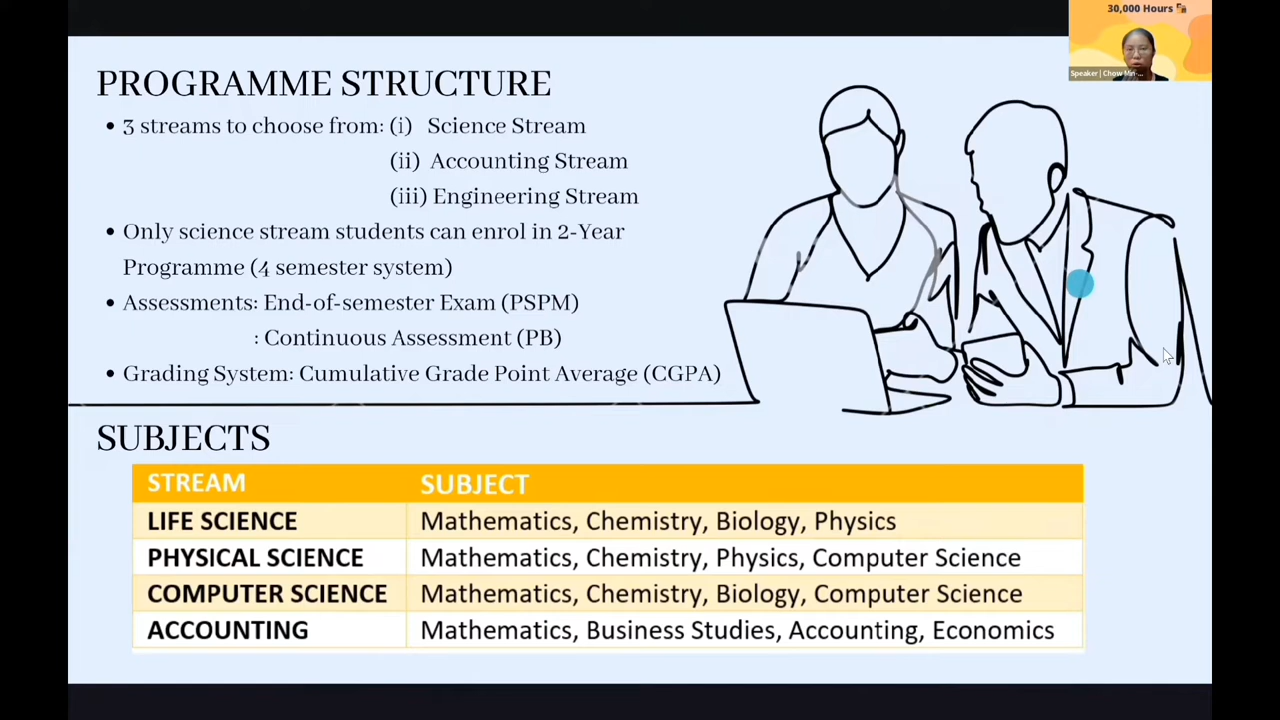 30,000 Hours
Speaker | Chow Min-...
PROGRAMME STRUCTURE
• 3 streams to choose from: (i) Science Stream
(ii) Accounting Stream
(iii) Engineering Stream
• Only science stream students can enrol in 2-Year
Programme (4 semester system)
• Assessments: End-of-semester Exam (PSPM)
: Continuous Assessment (PB)
• Grading System: Cumulative Grade Point Average (CGPA)
SUBJECTS
STREAM SUBJECT
LIFE SCIENCE Mathematics, Chemistry, Biology, Physics
PHYSICAL SCIENCE Mathematics, Chemistry, Physics, Computer Science
COMPUTER SCIENCE Mathematics, Chemistry, Biology, Computer Science
ACCOUNTING Mathematics, Business Studies, Accounting, Economics